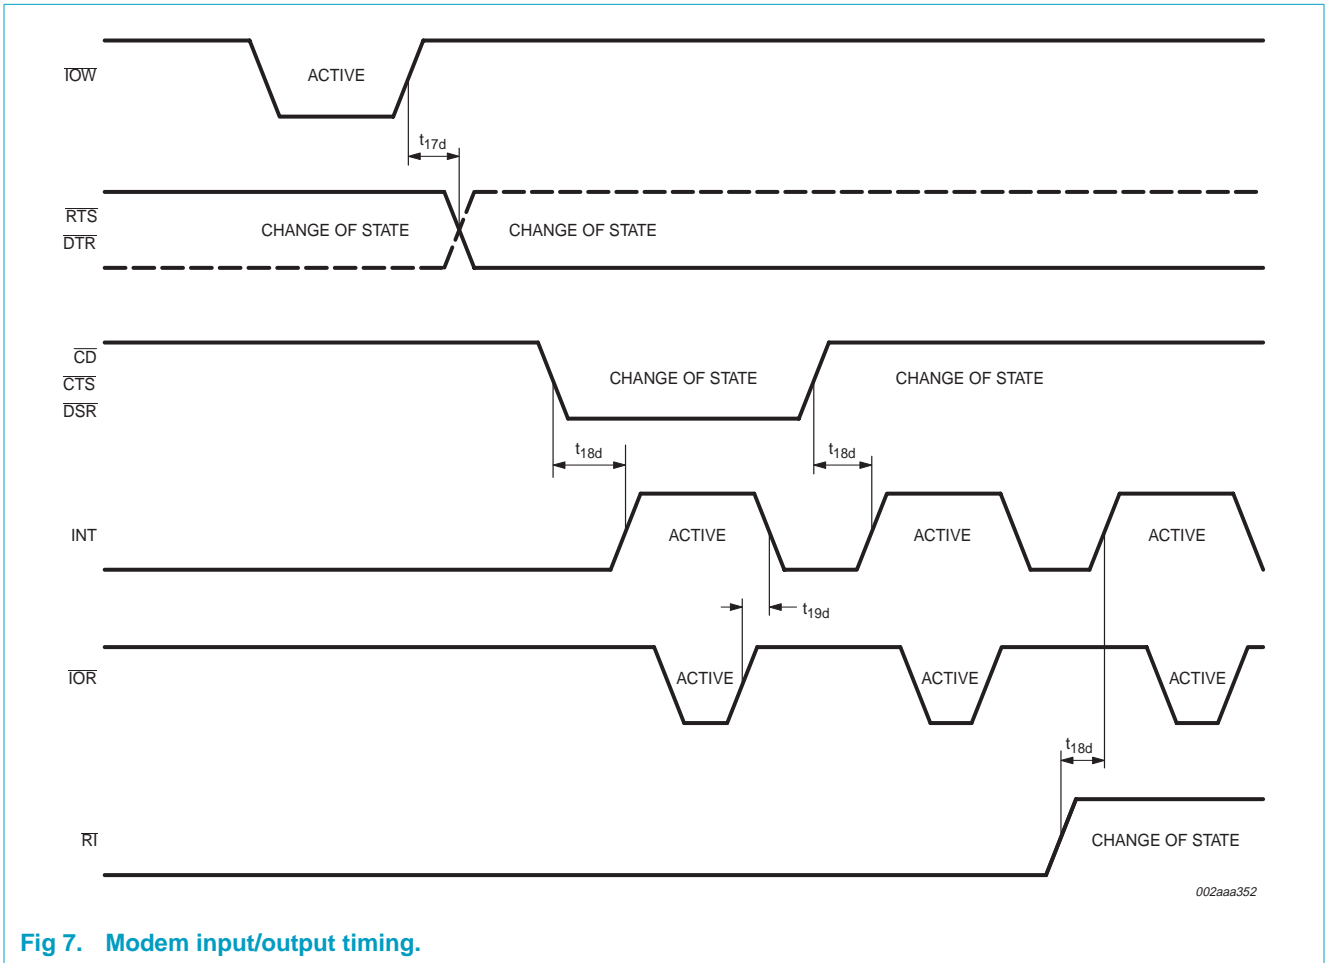 IOW
ACTIVE
t17d
RTS
DTR
CHANGE OF STATE CHANGE OF STATE
CD
CTS
DSR
CHANGE OF STATE CHANGE OF STATE
t18d t18d
INT ACTIVE ACTIVE ACTIVE
t19d
IOR ACTIVE ACTIVE ACTIVE
t18d
RI CHANGE OF STATE
002aaa352
Fig 7. Modem input/output timing.